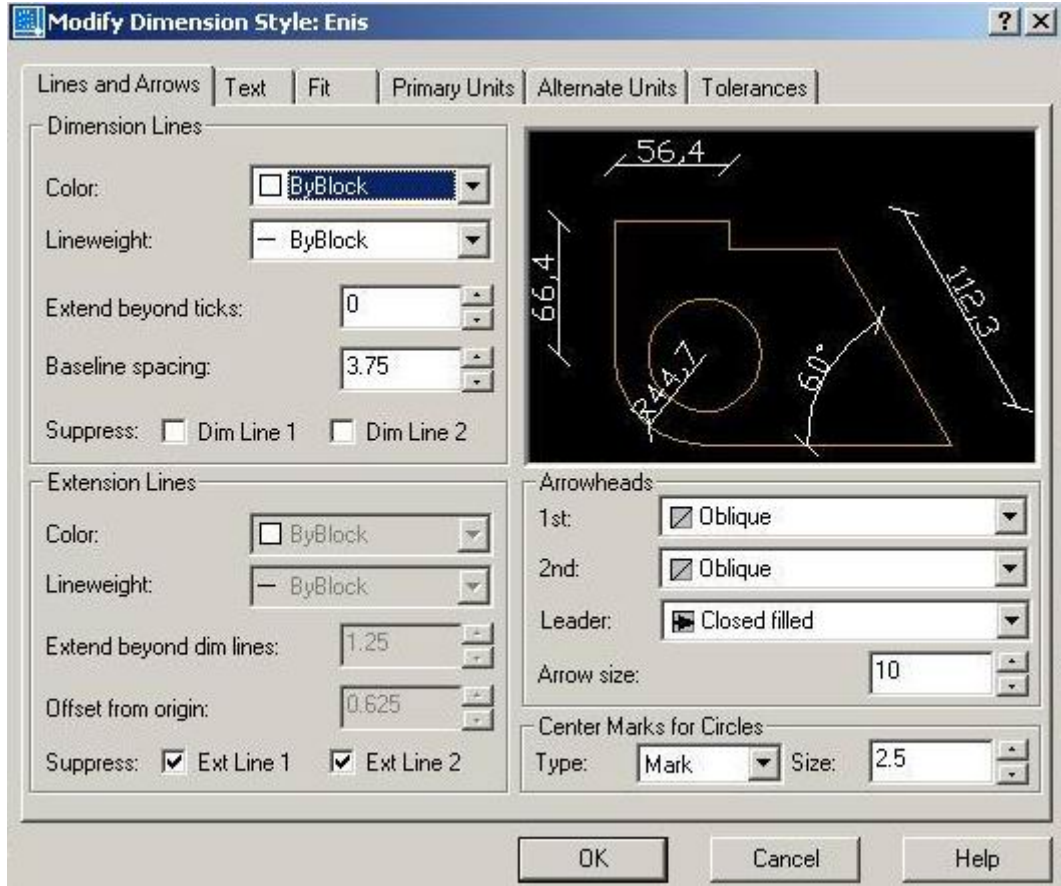 Modify Dimension Style: Enis
Lines and Arrows Text Fit Primary Units Alternate Units Tolerances
Dimension Lines
Color: ByBlock
Lineweight: ByBlock
Extend beyond ticks: 0
Baseline spacing: 3.75
Suppress: Dim Line 1 Dim Line 2
56,4
66,4
112,3
R44,7
60°
Extension Lines
Color: ByBlock
Lineweight: ByBlock
Extend beyond dim lines: 1.25
Offset from origin: 0.625
Suppress: Ext Line 1 Ext Line 2
Arrowheads
1st: Oblique
2nd: Oblique
Leader: Closed filled
Arrow size: 10
Center Marks for Circles
Type: Mark Size: 2.5
OK Cancel Help